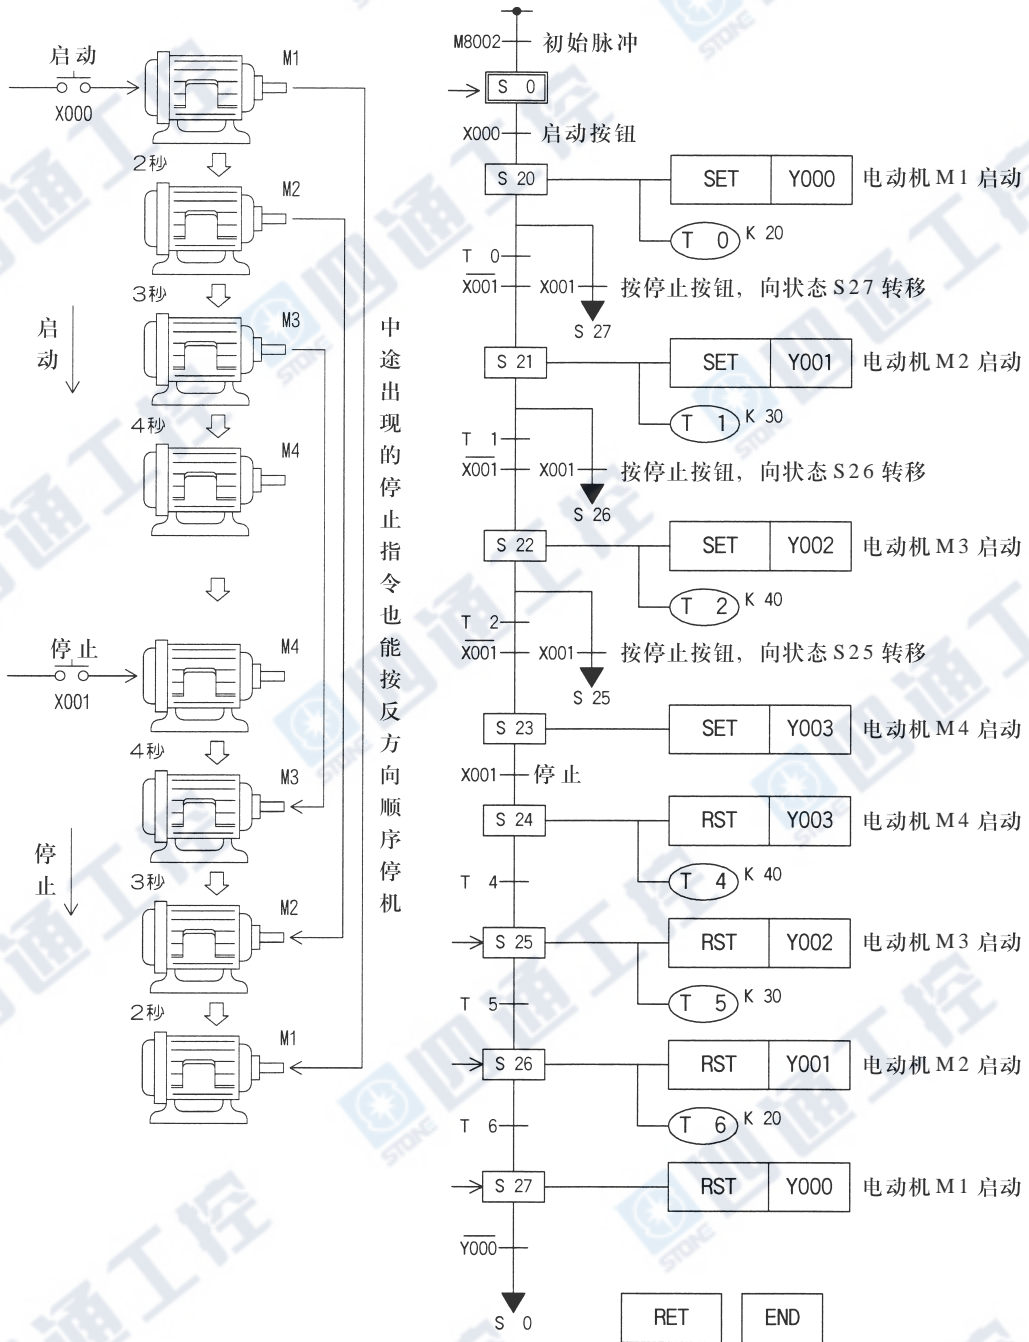 启动
X000
M1
2秒
M2
3秒
M3
启动
4秒
M4
停止
X001
M4
4秒
M3
停止
3秒
M2
2秒
M1
中途出现的停止指令也能按反方向顺序停机
M8002 初始脉冲
S 0
X000 启动按钮
S 20 SET Y000 电动机M1启动
T 0 K 20
T 0
X001 X001 按停止按钮，向状态S27转移
S 27
S 21 SET Y001 电动机M2启动
T 1 K 30
T 1
X001 X001 按停止按钮，向状态S26转移
S 26
S 22 SET Y002 电动机M3启动
T 2 K 40
T 2
X001 X001 按停止按钮，向状态S25转移
S 25
S 23 SET Y003 电动机M4启动
X001 停止
S 24 RST Y003 电动机M4启动
T 4 K 40
T 4
S 25 RST Y002 电动机M3启动
T 5 K 30
T 5
S 26 RST Y001 电动机M2启动
T 6 K 20
T 6
S 27 RST Y000 电动机M1启动
Y000
S 0
RET END
四通工控
STONE